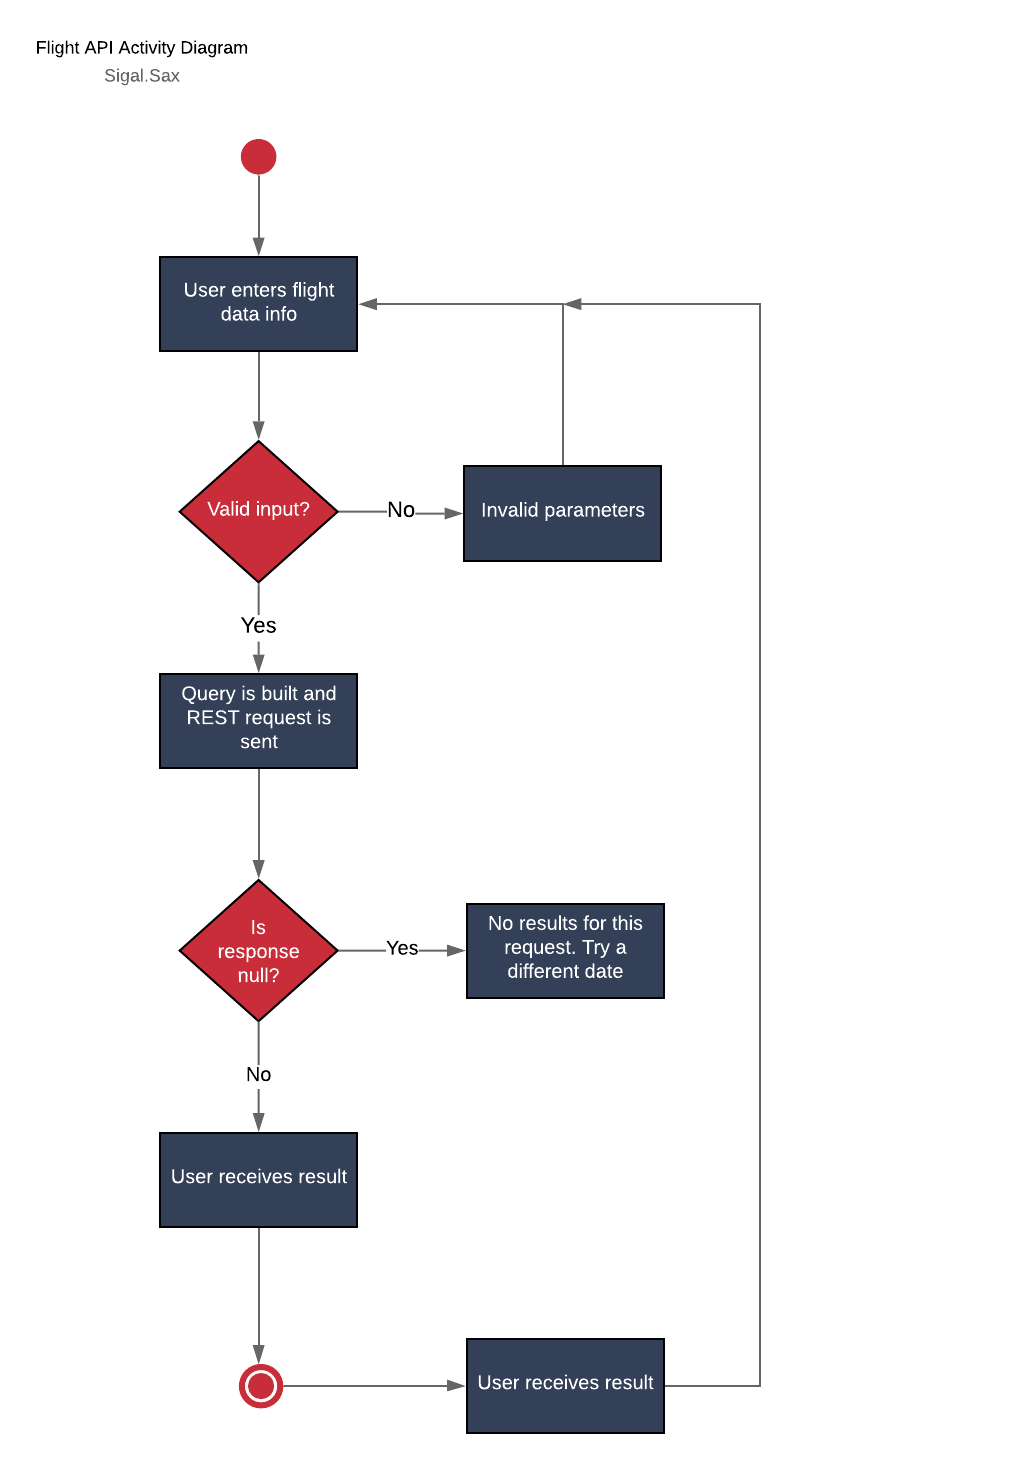 Flight API Activity Diagram
Sigal.Sax
User enters flight
data info
Valid input?
No
Invalid parameters
Yes
Query is built and
REST request is
sent
Is
response
null?
Yes
No results for this
request. Try a
different date
No
User receives result
User receives result